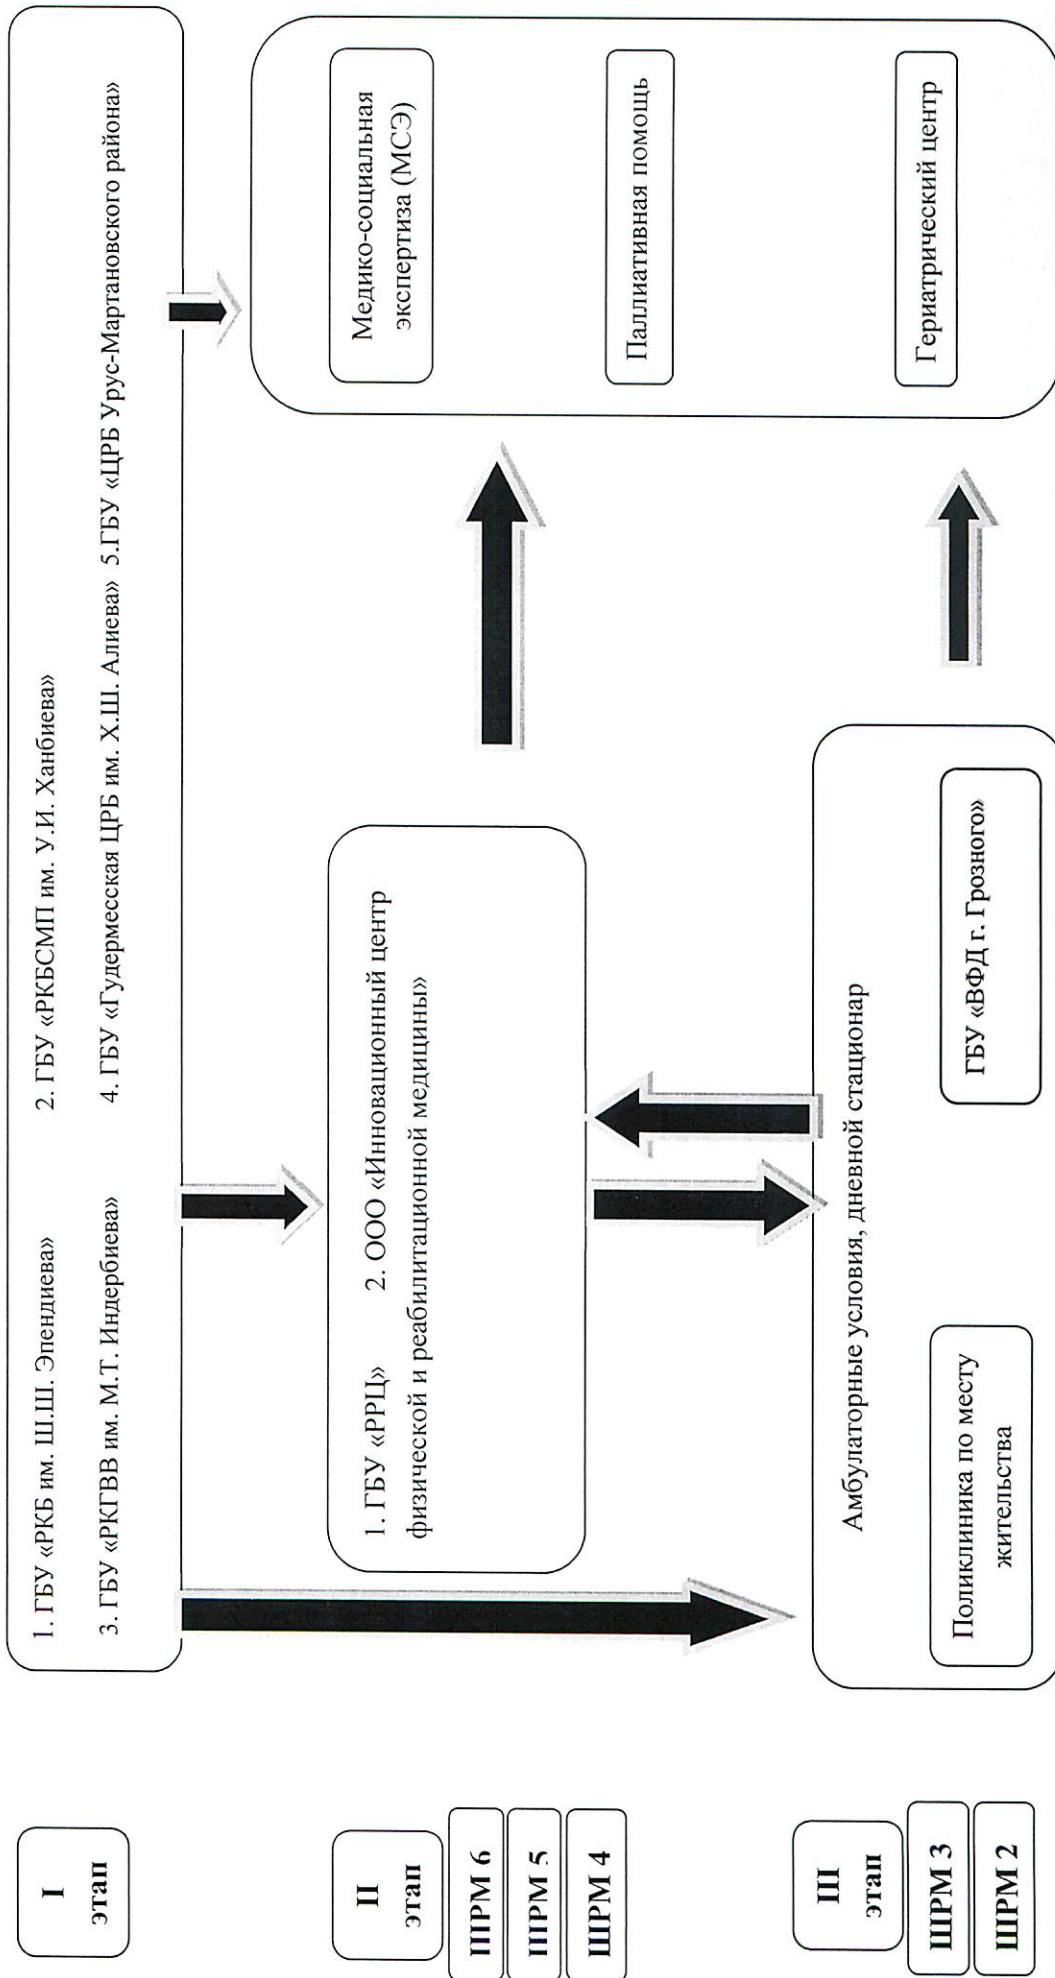 I
этап
1. ГБУ «РКБ им. Ш.Ш. Эпендиева» 2. ГБУ «РКБСМП им. У.И. Ханбиева»
3. ГБУ «РКГВВ им. М.Т. Индербиева» 4. ГБУ «Гудермесская ЦРБ им. Х.Ш. Алиева» 5.ГБУ «ЦРБ Урус-Мартановского района»
II
этап
ШРМ 6
ШРМ 5
ШРМ 4
1. ГБУ «РРЦ» 2. ООО «Инновационный центр
физической и реабилитационной медицины»
Медико-социальная
экспертиза (МСЭ)
Паллиативная помощь
Гериатрический центр
III
этап
ШРМ 3
ШРМ 2
Амбулаторные условия, дневной стационар
Поликлиника по месту
жительства
ГБУ «ВФД г. Грозного»